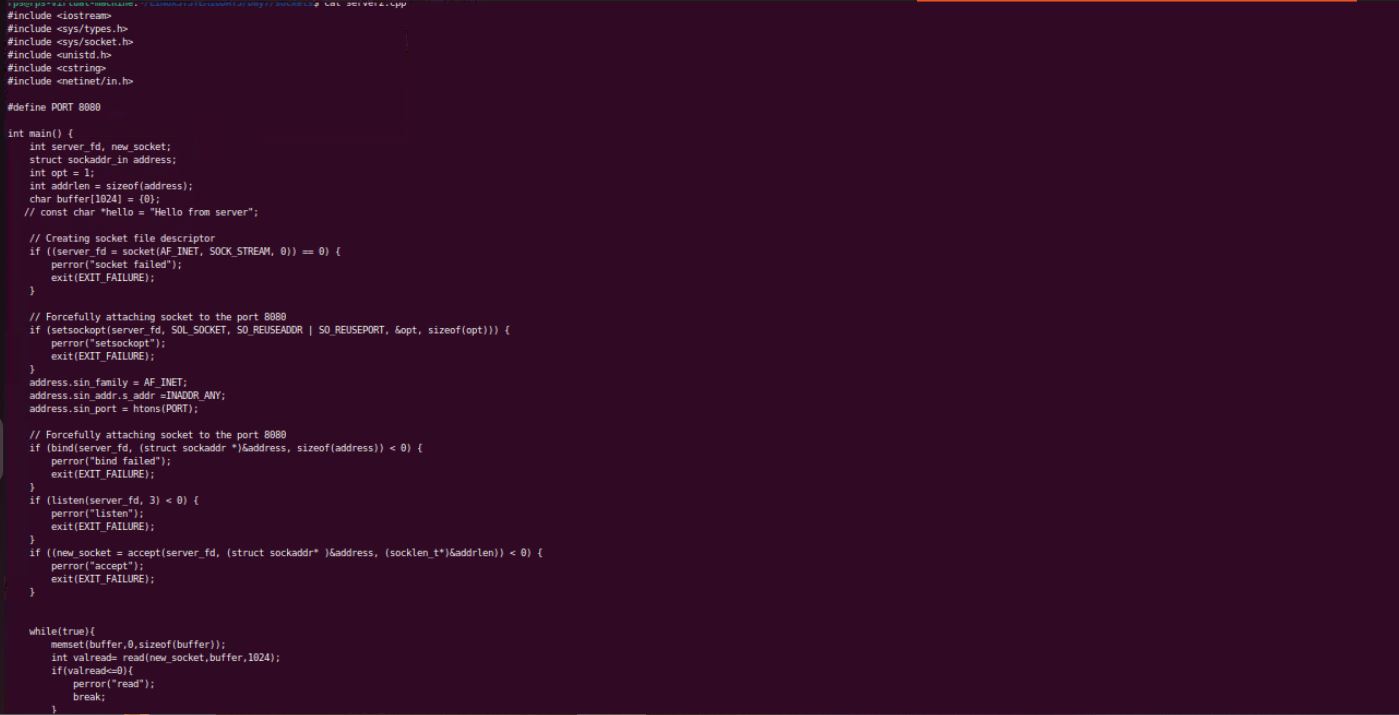 rps@rps-virtual-machine:~/LINUXSYSTEM/DAYS/Day7/sockets$ cat server2.cpp
#include <iostream>
#include <sys/types.h>
#include <sys/socket.h>
#include <unistd.h>
#include <cstring>
#include <netinet/in.h>
#define PORT 8080
int main() {
    int server_fd, new_socket;
    struct sockaddr_in address;
    int opt = 1;
    int addrlen = sizeof(address);
    char buffer[1024] = {0};
   // const char *hello = "Hello from server";
    // Creating socket file descriptor
    if ((server_fd = socket(AF_INET, SOCK_STREAM, 0)) == 0) {
        perror("socket failed");
        exit(EXIT_FAILURE);
    }
    // Forcefully attaching socket to the port 8080
    if (setsockopt(server_fd, SOL_SOCKET, SO_REUSEADDR | SO_REUSEPORT, &opt, sizeof(opt))) {
        perror("setsockopt");
        exit(EXIT_FAILURE);
    }
    address.sin_family = AF_INET;
    address.sin_addr.s_addr =INADDR_ANY;
    address.sin_port = htons(PORT);
    // Forcefully attaching socket to the port 8080
    if (bind(server_fd, (struct sockaddr *)&address, sizeof(address)) < 0) {
        perror("bind failed");
        exit(EXIT_FAILURE);
    }
    if (listen(server_fd, 3) < 0) {
        perror("listen");
        exit(EXIT_FAILURE);
    }
    if ((new_socket = accept(server_fd, (struct sockaddr* )&address, (socklen_t*)&addrlen)) < 0) {
        perror("accept");
        exit(EXIT_FAILURE);
    }
    while(true){
        memset(buffer,0,sizeof(buffer));
        int valread= read(new_socket,buffer,1024);
        if(valread<=0){
            perror("read");
            break;
        }